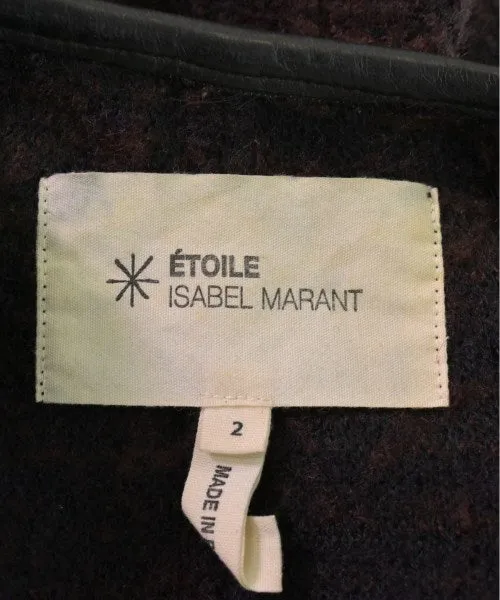 ÉTOILE
ISABEL MARANT
2
MADE IN